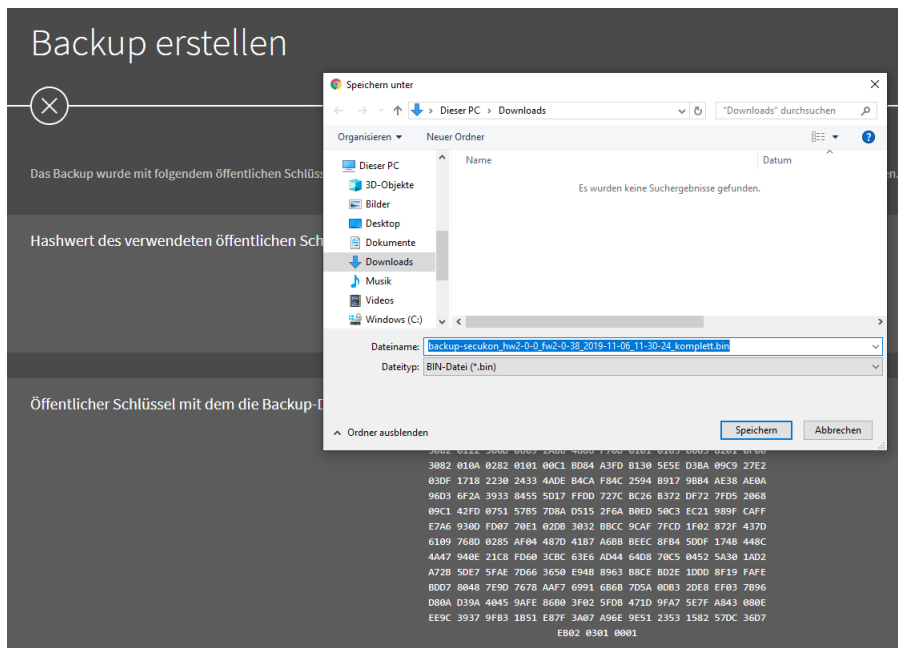 Backup erstellen
Das Backup wurde mit folgendem öffentlichen Schlüss
en.
Hashwert des verwendeten öffentlichen Sch
Öffentlicher Schlüssel mit dem die Backup-D
Speichern unter
Dieser PC > Downloads
"Downloads" durchsuchen
Organisieren
Neuer Ordner
Dieser PC
3D-Objekte
Bilder
Desktop
Dokumente
Downloads
Musik
Videos
Windows (C:)
Name
Datum
Es wurden keine Suchergebnisse gefunden.
Dateiname: backup-secukon_hw2-0-0_fw2-0-38_2019-11-06_11-30-24_komplett.bin
Dateityp: BIN-Datei (*.bin)
Ordner ausblenden
Speichern
Abbrechen
3082 010A 0282 0101 00C1 BD84 A3FD B130 5E5E D3BA 09C9 27E2
03DF 1718 2230 2433 4ADE B4CA F84C 2594 B917 9BB4 AE38 AE0A
96D3 6F2A 3933 8455 5D17 FFDD 727C BC26 B372 DF72 7FD5 2068
09C1 42FD 0751 57B5 7D8A D515 2F6A B0ED 50C3 EC21 989F CAFF
E7A6 930D FD07 70E1 02DB 3032 BBCC 9CAF 7FCD 1F02 872F 437D
6109 768D 0285 AF04 487D 41B7 A6BB BEEC 8FB4 5DDF 174B 448C
4A47 940E 21C8 FD60 3CBC 63E6 AD44 64D8 70C5 0452 5A30 1AD2
A72B 5DE7 5FAE 7D66 3650 E94B 8963 B8CE BD2E 1DDD 8F19 FAFE
BDD7 8048 7E9D 7678 AAF7 6991 6B6B 7D5A 0DB3 2DE8 EF03 7B96
D80A D39A 4045 9AFE 86B0 3F02 5FDB 471D 9FA7 5E7F A843 080E
EE9C 3937 9FB3 1B51 E87F 3A07 A96E 9E51 2353 1582 57DC 36D7
EB02 0301 0001